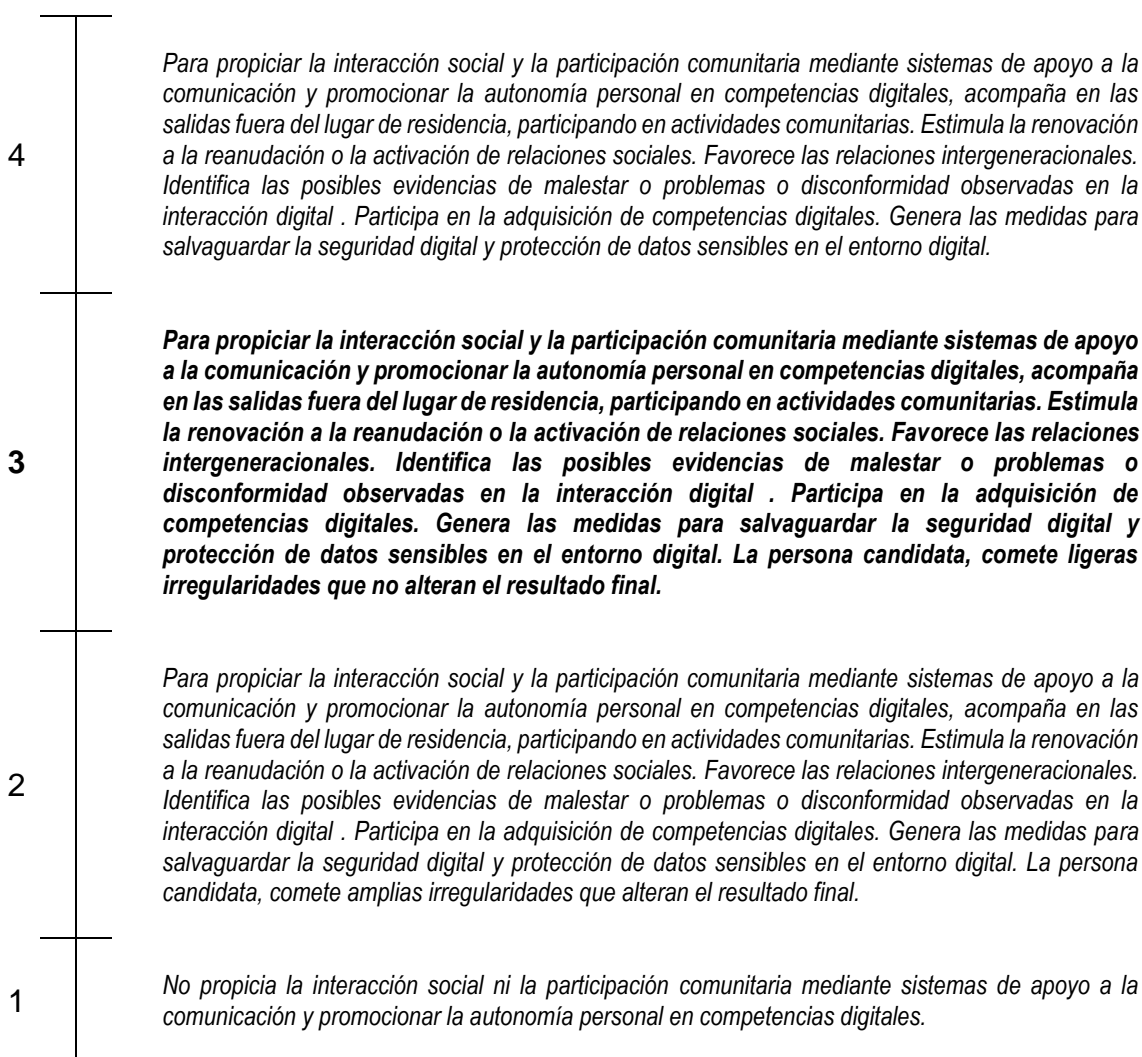 Para propiciar la interacción social y la participación comunitaria mediante sistemas de apoyo a la
comunicación y promocionar la autonomía personal en competencias digitales, acompaña en las
salidas fuera del lugar de residencia, participando en actividades comunitarias. Estimula la renovación
4
a la reanudación o la activación de relaciones sociales. Favorece las relaciones intergeneracionales.
Identifica las posibles evidencias de malestar o problemas o disconformidad observadas en la
interacción digital . Participa en la adquisición de competencias digitales. Genera las medidas para
salvaguardar la seguridad digital y protección de datos sensibles en el entorno digital.
Para propiciar la interacción social y la participación comunitaria mediante sistemas de apoyo
a la comunicación y promocionar la autonomía personal en competencias digitales, acompaña
en las salidas fuera del lugar de residencia, participando en actividades comunitarias. Estimula
la renovación a la reanudación o la activación de relaciones sociales. Favorece las relaciones
3
intergeneracionales. Identifica las posibles evidencias de malestar o problemas o
disconformidad observadas en la interacción digital . Participa en la adquisición de
competencias digitales. Genera las medidas para salvaguardar la seguridad digital y
protección de datos sensibles en el entorno digital. La persona candidata, comete ligeras
irregularidades que no alteran el resultado final.
Para propiciar la interacción social y la participación comunitaria mediante sistemas de apoyo a la
comunicación y promocionar la autonomía personal en competencias digitales, acompaña en las
salidas fuera del lugar de residencia, participando en actividades comunitarias. Estimula la renovación
a la reanudación o la activación de relaciones sociales. Favorece las relaciones intergeneracionales.
2
Identifica las posibles evidencias de malestar o problemas o disconformidad observadas en la
interacción digital . Participa en la adquisición de competencias digitales. Genera las medidas para
salvaguardar la seguridad digital y protección de datos sensibles en el entorno digital. La persona
candidata, comete amplias irregularidades que alteran el resultado final.
1
No propicia la interacción social ni la participación comunitaria mediante sistemas de apoyo a la
comunicación y promocionar la autonomía personal en competencias digitales.